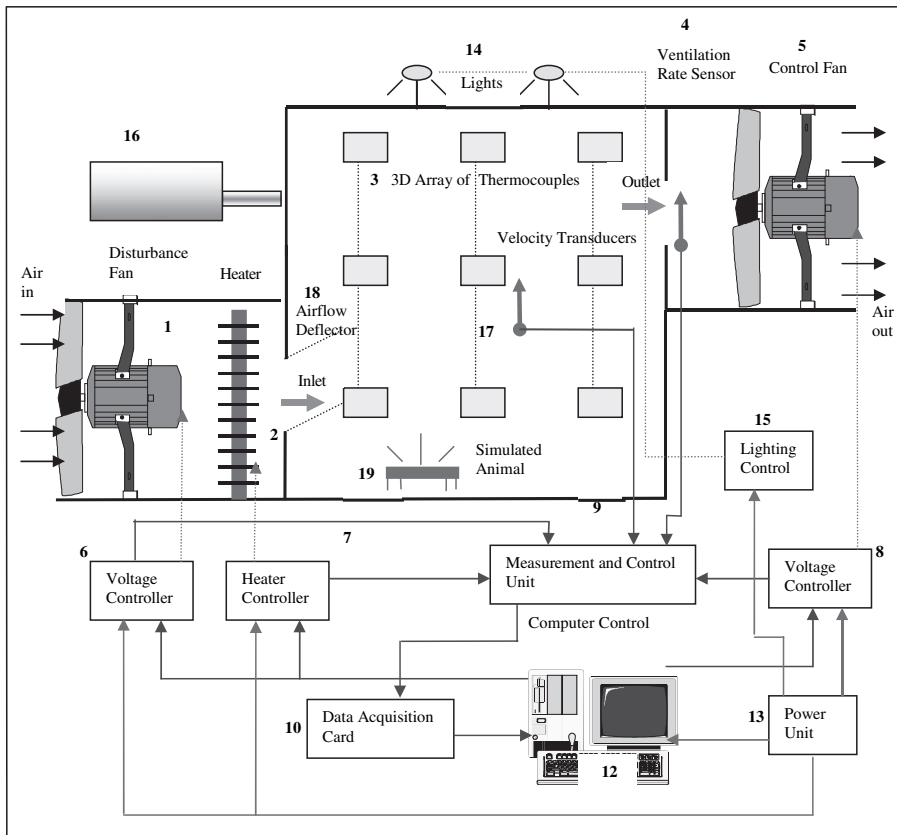 4
5
14
Ventilation
Rate Sensor
Control Fan
Lights
16
3
3D Array of Thermocouples
Outlet
Velocity Transducers
Disturbance
Fan
Heater
Air
in
18
Airflow
Deflector
1
17
Air
out
Inlet
2
15
Simulated
Animal
19
Lighting
Control
9
6
7
8
Voltage
Controller
Heater
Controller
Measurement and Control
Unit
Voltage
Controller
Computer Control
10
Data Acquisition
Card
13
Power
Unit
12